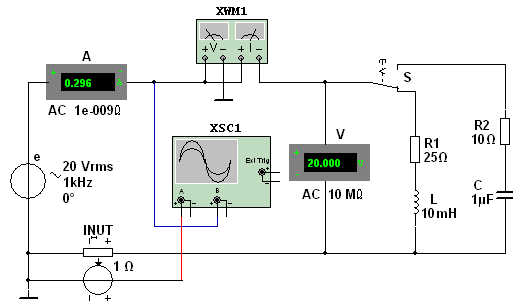 XWM1
+ V − + I −
A
0.296
AC 1e-009Ω
S
XSC1
Ext Trig
A B
V
20.000
AC 10 MΩ
R1
25Ω
R2
10Ω
L
10mH
C
1µF
e
20 Vrms
1kHz
0°
INUT
1 Ω